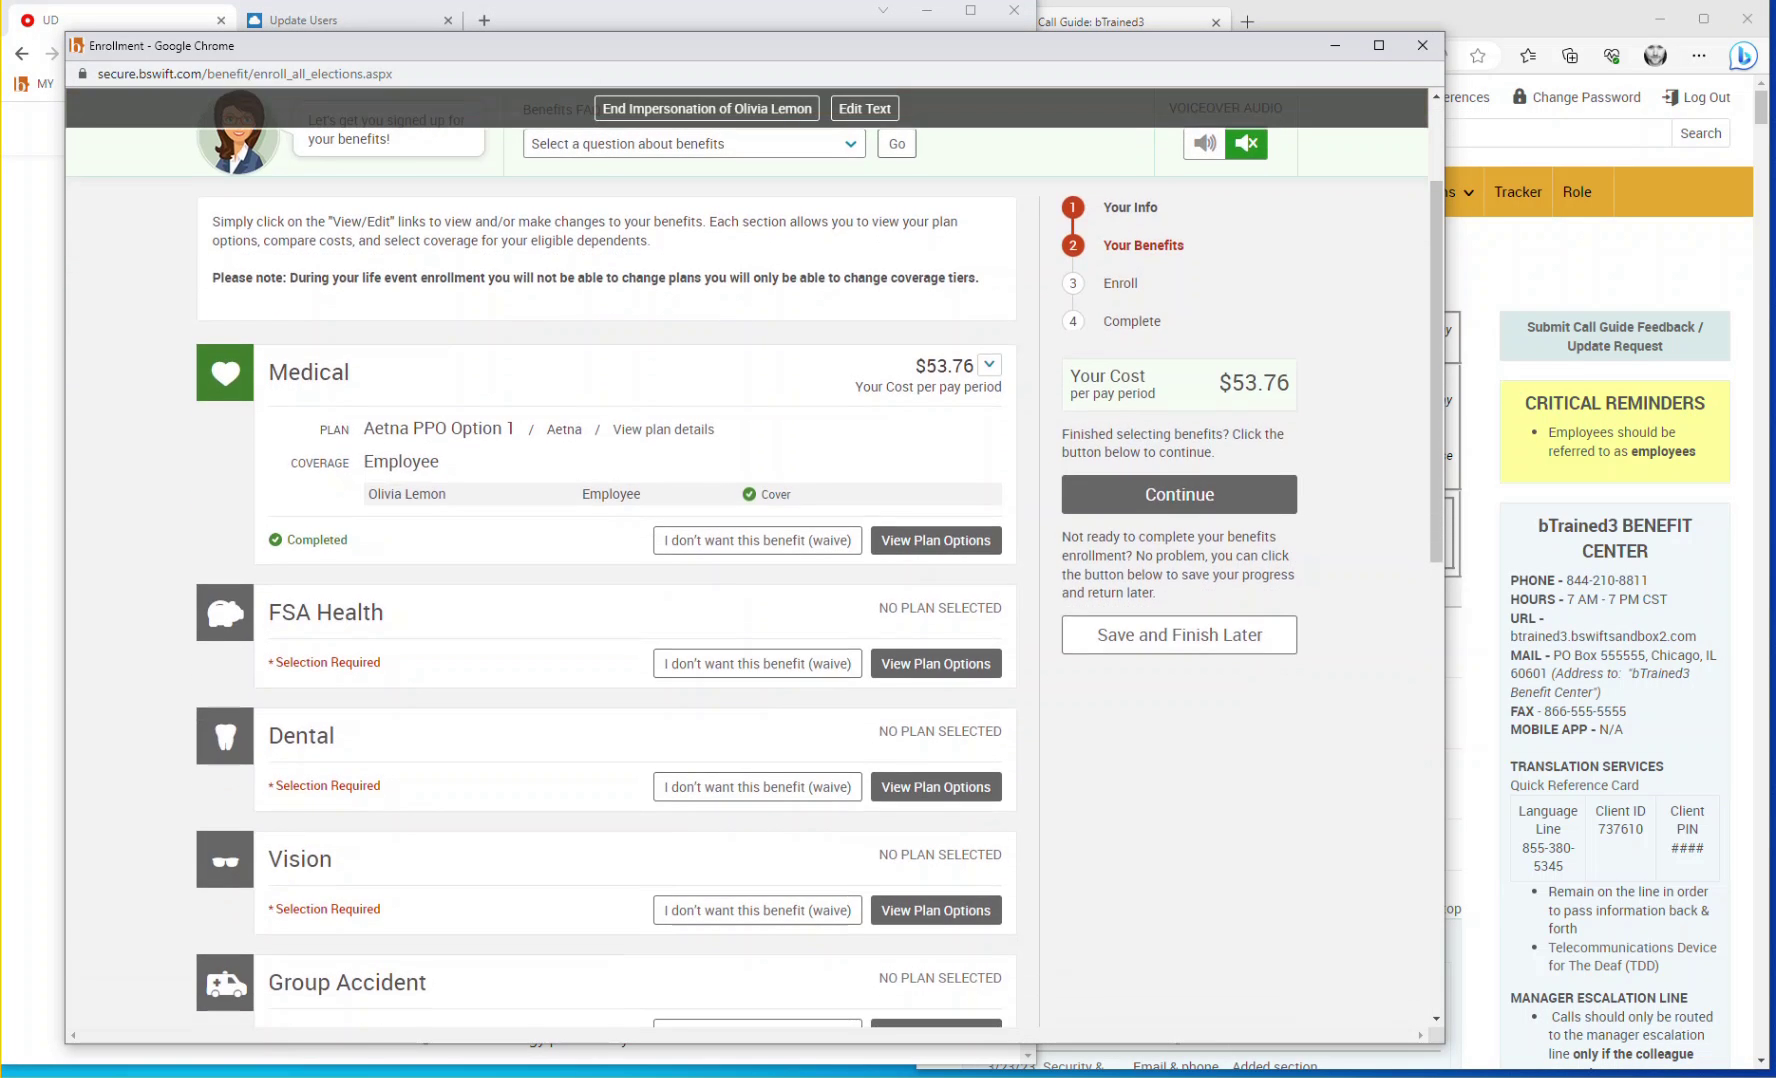 UD
Update Users
Call Guide: bTrained3
Enrollment - Google Chrome
secure.bswift.com/benefit/enroll_all_elections.aspx
MY
End Impersonation of Olivia Lemon
Edit Text
Let's get you signed up for
your benefits!
Benefits FA
Select a question about benefits
Go
VOICEOVER AUDIO
erences
Change Password
Log Out
Search
ns
Tracker
Role
Simply click on the "View/Edit" links to view and/or make changes to your benefits. Each section allows you to view your plan
options, compare costs, and select coverage for your eligible dependents.
Please note: During your life event enrollment you will not be able to change plans you will only be able to change coverage tiers.
1 Your Info
2 Your Benefits
3 Enroll
4 Complete
Medical
$53.76
Your Cost per pay period
PLAN Aetna PPO Option 1 / Aetna / View plan details
COVERAGE Employee
Olivia Lemon Employee Cover
Completed
I don't want this benefit (waive)
View Plan Options
FSA Health
NO PLAN SELECTED
* Selection Required
I don't want this benefit (waive)
View Plan Options
Dental
NO PLAN SELECTED
* Selection Required
I don't want this benefit (waive)
View Plan Options
Vision
NO PLAN SELECTED
* Selection Required
I don't want this benefit (waive)
View Plan Options
Group Accident
NO PLAN SELECTED
Your Cost
per pay period
$53.76
Finished selecting benefits? Click the
button below to continue.
Continue
Not ready to complete your benefits
enrollment? No problem, you can click
the button below to save your progress
and return later.
Save and Finish Later
Submit Call Guide Feedback /
Update Request
CRITICAL REMINDERS
• Employees should be
referred to as employees
bTrained3 BENEFIT
CENTER
PHONE - 844-210-8811
HOURS - 7 AM - 7 PM CST
URL -
btrained3.bswiftsandbox2.com
MAIL - PO Box 555555, Chicago, IL
60601 (Address to: "bTrained3
Benefit Center")
FAX - 866-555-5555
MOBILE APP - N/A
TRANSLATION SERVICES
Quick Reference Card
Language Client ID Client
Line 737610 PIN
855-380- ####
5345
• Remain on the line in order
to pass information back &
forth
• Telecommunications Device
for The Deaf (TDD)
MANAGER ESCALATION LINE
• Calls should only be routed
to the manager escalation
line only if the colleague
top
3/23/23 Security & Email & phone Added section